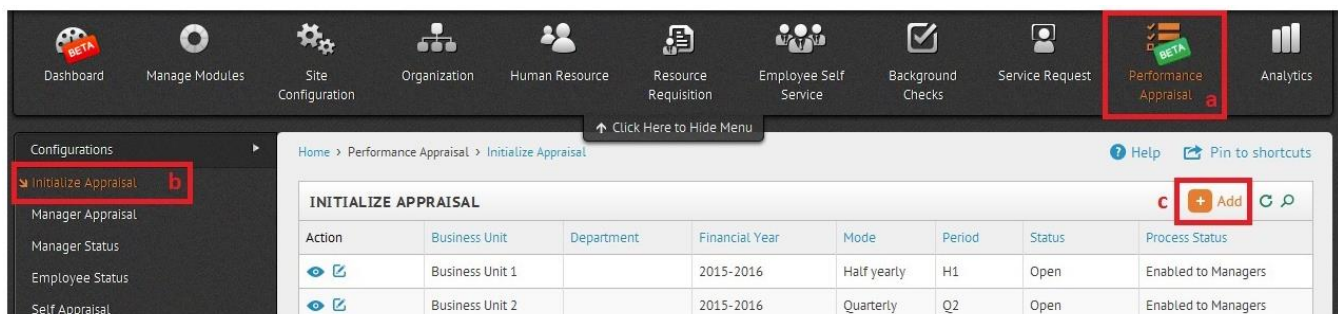 BETA BETA
Dashboard Manage Modules Site Configuration Organization Human Resource Resource Requisition Employee Self Service Background Checks Service Request Performance Appraisal a Analytics
Click Here to Hide Menu
Configurations
Initialize Appraisal b
Manager Appraisal
Manager Status
Employee Status
Self Appraisal
Home > Performance Appraisal > Initialize Appraisal
? Help Pin to shortcuts
INITIALIZE APPRAISAL c + Add
Action Business Unit Department Financial Year Mode Period Status Process Status
Business Unit 1 2015-2016 Half yearly H1 Open Enabled to Managers
Business Unit 2 2015-2016 Quarterly Q2 Open Enabled to Managers